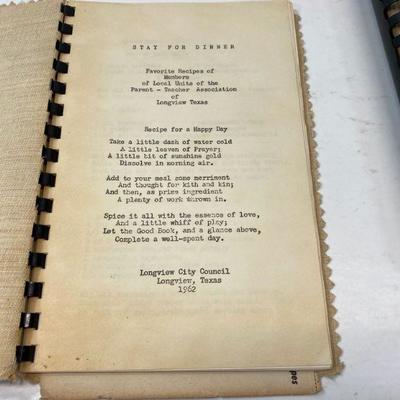 STAY FOR DINNER
Favorite Recipes of
Members
of Local Units of the
Parent - Teacher Association
of
Longview Texas
Recipe for a Happy Day
Take a little dash of water cold
A little leaven of Prayer;
A little bit of sunshine gold
Dissolve in morning air.
Add to your meal some merriment
And thought for kith and kin;
And then, as prime ingredient
A plenty of work thrown in.
Spice it all with the essence of love,
And a little whiff of play;
Let the Good Book, and a glance above,
Complete a well-spent day.
Longview City Council
Longview, Texas
1962